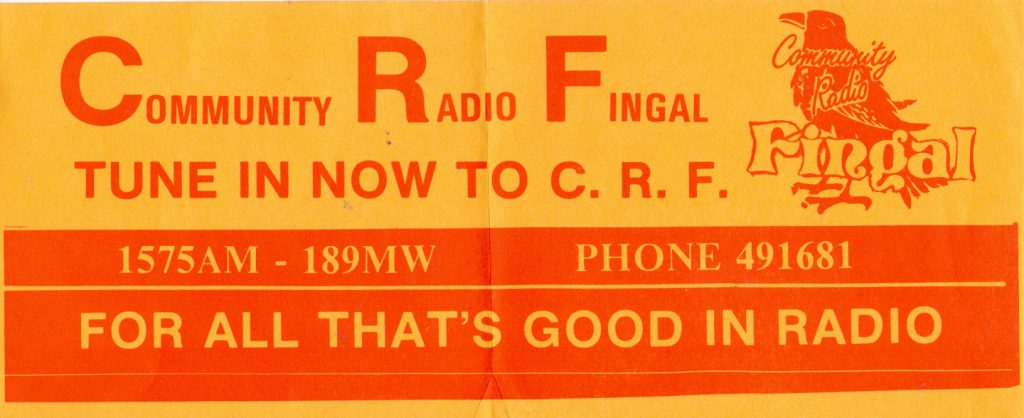 COMMUNITY RADIO FINGAL
TUNE IN NOW TO C. R. F.
Community
Radio
Fingal
1575AM - 189MW PHONE 491681
FOR ALL THAT'S GOOD IN RADIO